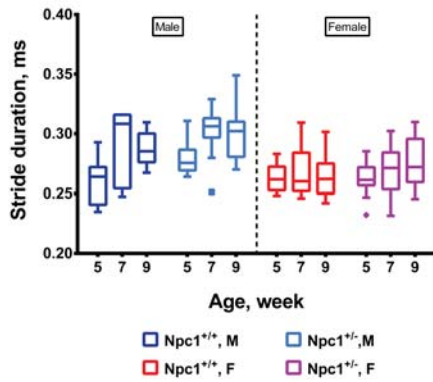 Male
Female
Stride duration, ms
0.40
0.35
0.30
0.25
0.20
5 7 9 5 7 9 5 7 9 5 7 9
Age, week
Npc1+/+, M
Npc1+/-,M
Npc1+/+, F
Npc1+/-, F